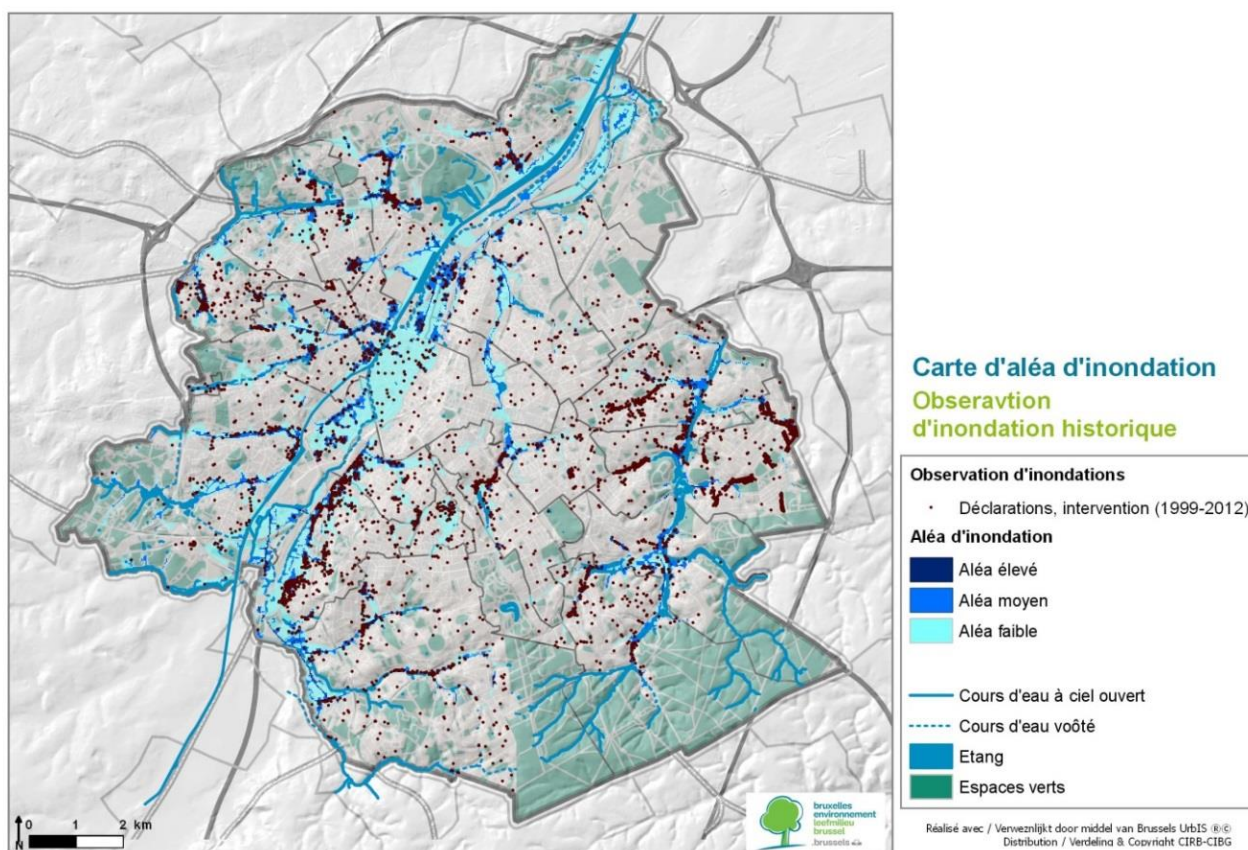 Carte d'aléa d'inondation
Obseravtion
d'inondation historique
Observation d'inondations
Déclarations, intervention (1999-2012)
Aléa d'inondation
Aléa élevé
Aléa moyen
Aléa faible
Cours d'eau à ciel ouvert
Cours d'eau voôté
Etang
Espaces verts
0 1 2 km
N
bruxelles
environnement
leefmilieu
brussel
.brussels
Réalisé avec / Verweznlijkt door middel van Brussels UrbIS ®©
Distribution / Verdeling & Copyright CIRB-CIBG